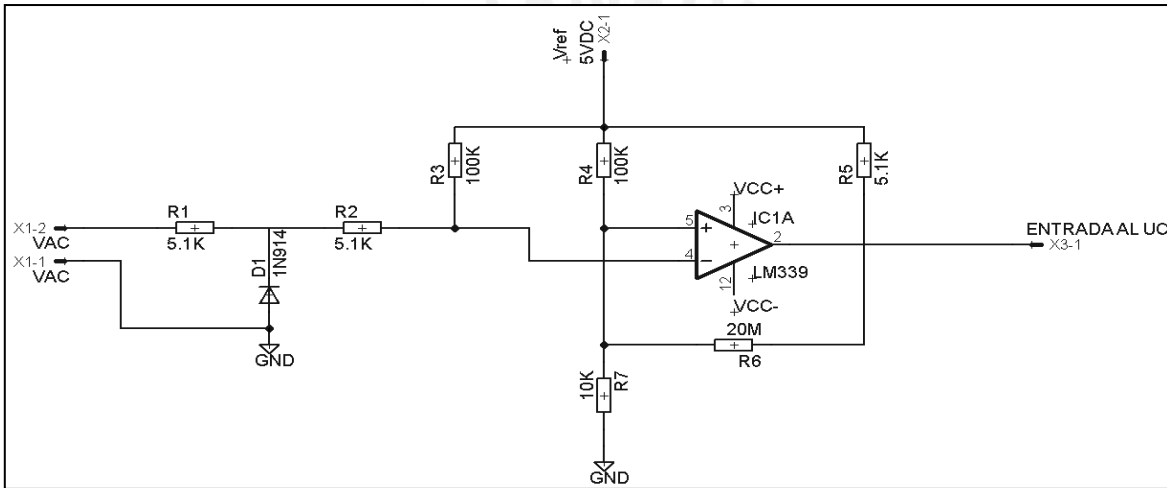 Vref
5VDC
X2-1
R3
100K
R4
100K
R5
5.1K
X1-2
VAC
R1
5.1K
R2
5.1K
X1-1
VAC
D1
1N914
GND
5
4
3
VCC+
IC1A
2
LM339
12
VCC-
ENTRADA AL UC
X3-1
20M
R6
10K
R7
GND